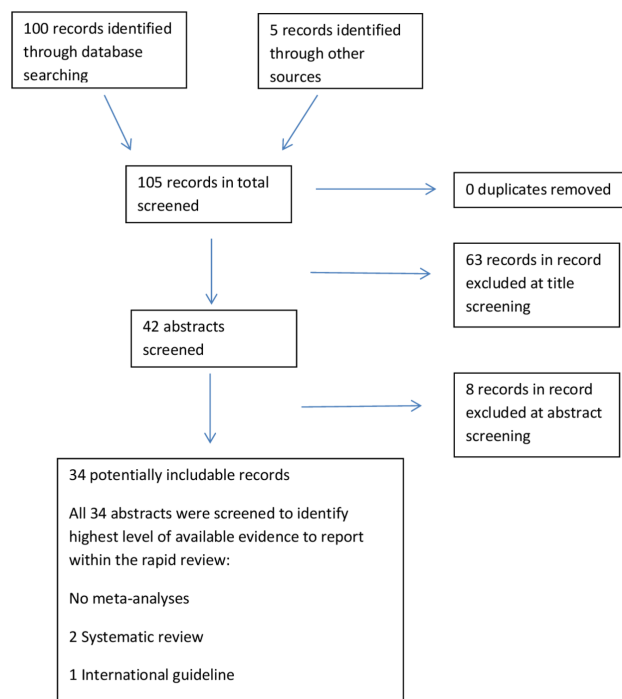 100 records identified
through database
searching
5 records identified
through other
sources
105 records in total
screened
0 duplicates removed
63 records in record
excluded at title
screening
42 abstracts
screened
8 records in record
excluded at abstract
screening
34 potentially includable records
All 34 abstracts were screened to identify
highest level of available evidence to report
within the rapid review:
No meta-analyses
2 Systematic review
1 International guideline